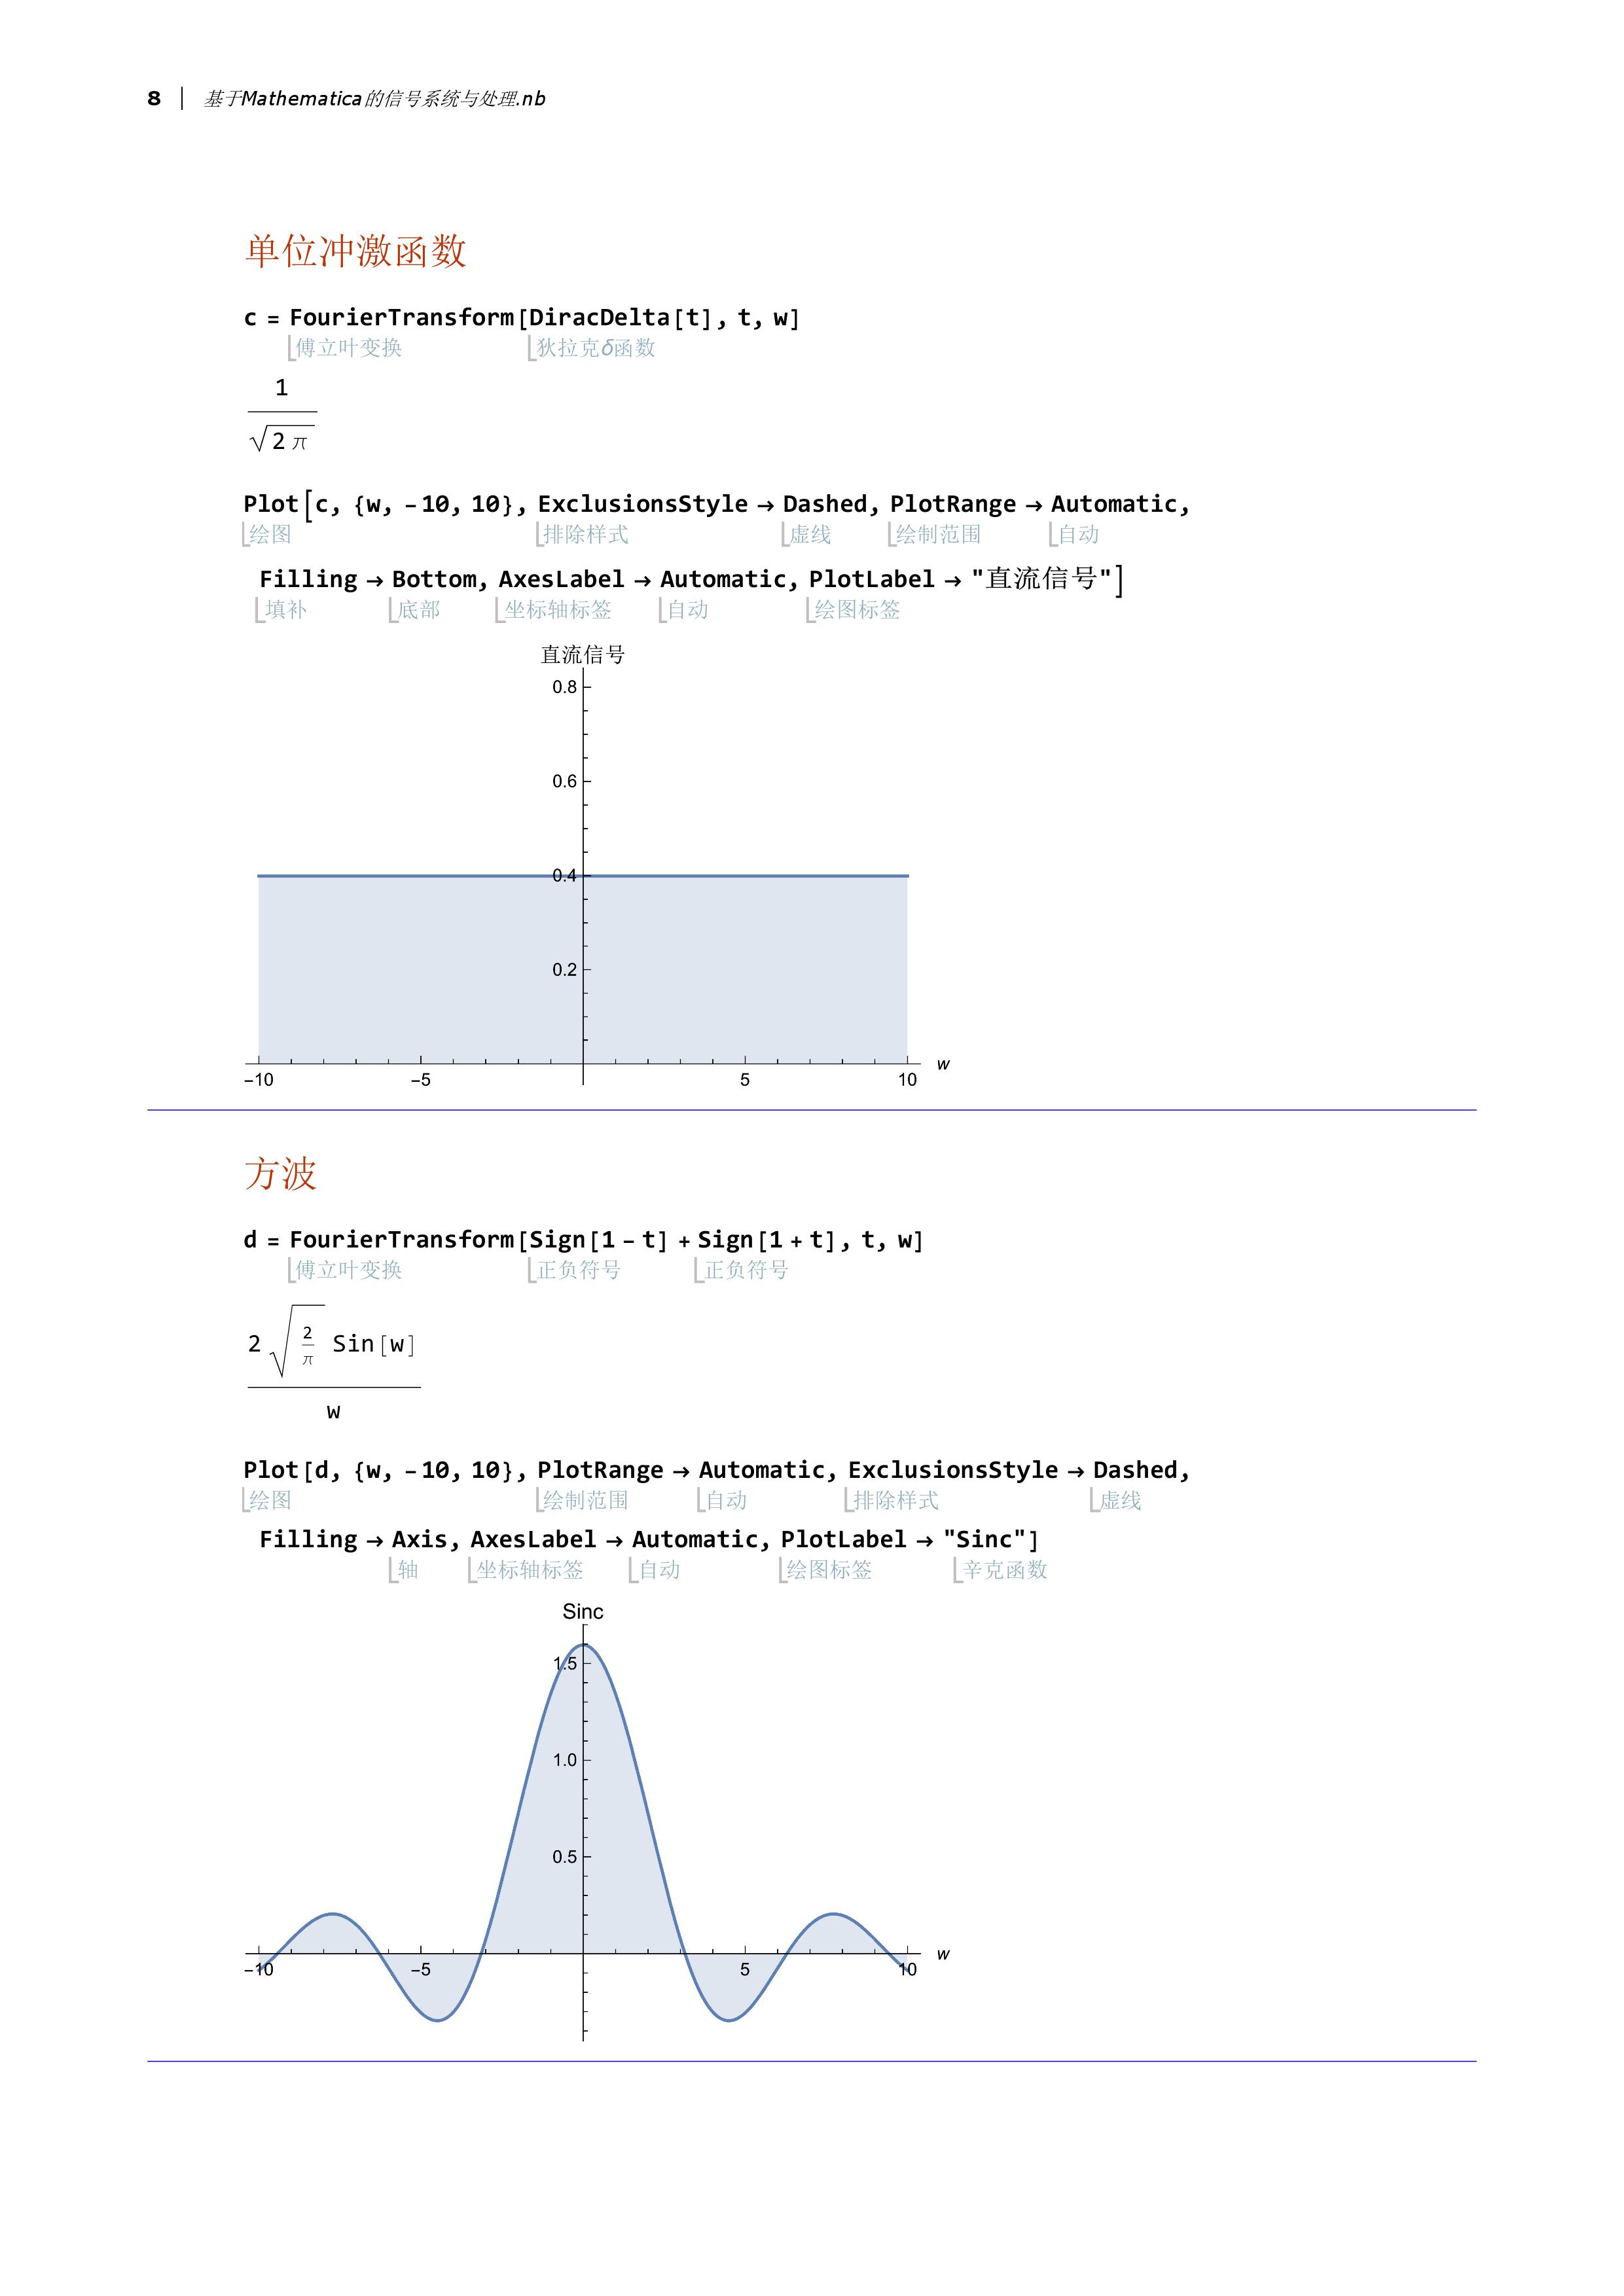 8 | 基于Mathematica的信号系统与处理.nb
单位冲激函数
c = FourierTransform[DiracDelta[t], t, w]
傅立叶变换 狄拉克δ函数
1
√2 π
Plot[c, {w, -10, 10}, ExclusionsStyle → Dashed, PlotRange → Automatic,
绘图 排除样式 虚线 绘制范围 自动
Filling → Bottom, AxesLabel → Automatic, PlotLabel → "直流信号"]
填补 底部 坐标轴标签 自动 绘图标签
直流信号
0.8
0.6
0.4
0.2
-10 -5 5 10 w
方波
d = FourierTransform[Sign[1 - t] + Sign[1 + t], t, w]
傅立叶变换 正负符号 正负符号
2 √(2/π) Sin[w]
w
Plot[d, {w, -10, 10}, PlotRange → Automatic, ExclusionsStyle → Dashed,
绘图 绘制范围 自动 排除样式 虚线
Filling → Axis, AxesLabel → Automatic, PlotLabel → "Sinc"]
轴 坐标轴标签 自动 绘图标签 辛克函数
Sinc
1.5
1.0
0.5
-10 -5 5 10 w